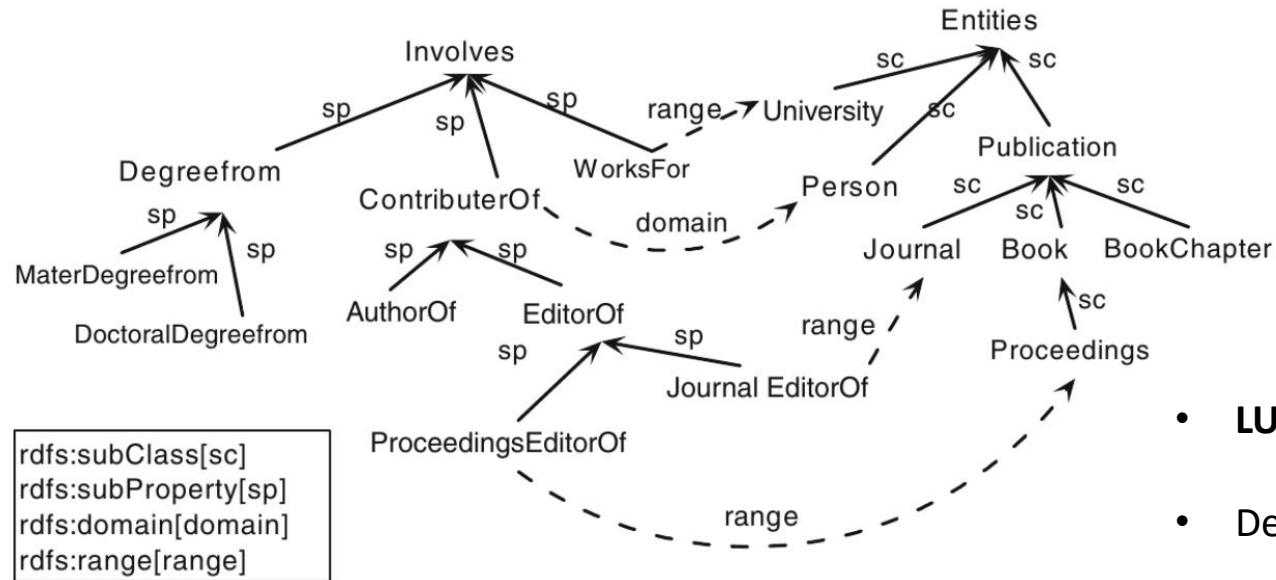 Entities
Involves
sc
sc
sp
sp
sp
range
University
sc
Publication
Degreefrom
WorksFor
Person
ContributerOf
sc
sc
sc
sp
sp
domain
Journal
Book
BookChapter
MaterDegreefrom
sp
sp
AuthorOf
EditorOf
sc
DoctoralDegreefrom
range
Proceedings
sp
sp
Journal EditorOf
ProceedingsEditorOf
range
rdfs:subClass[sc]
rdfs:subProperty[sp]
rdfs:domain[domain]
rdfs:range[range]
• LU
• De